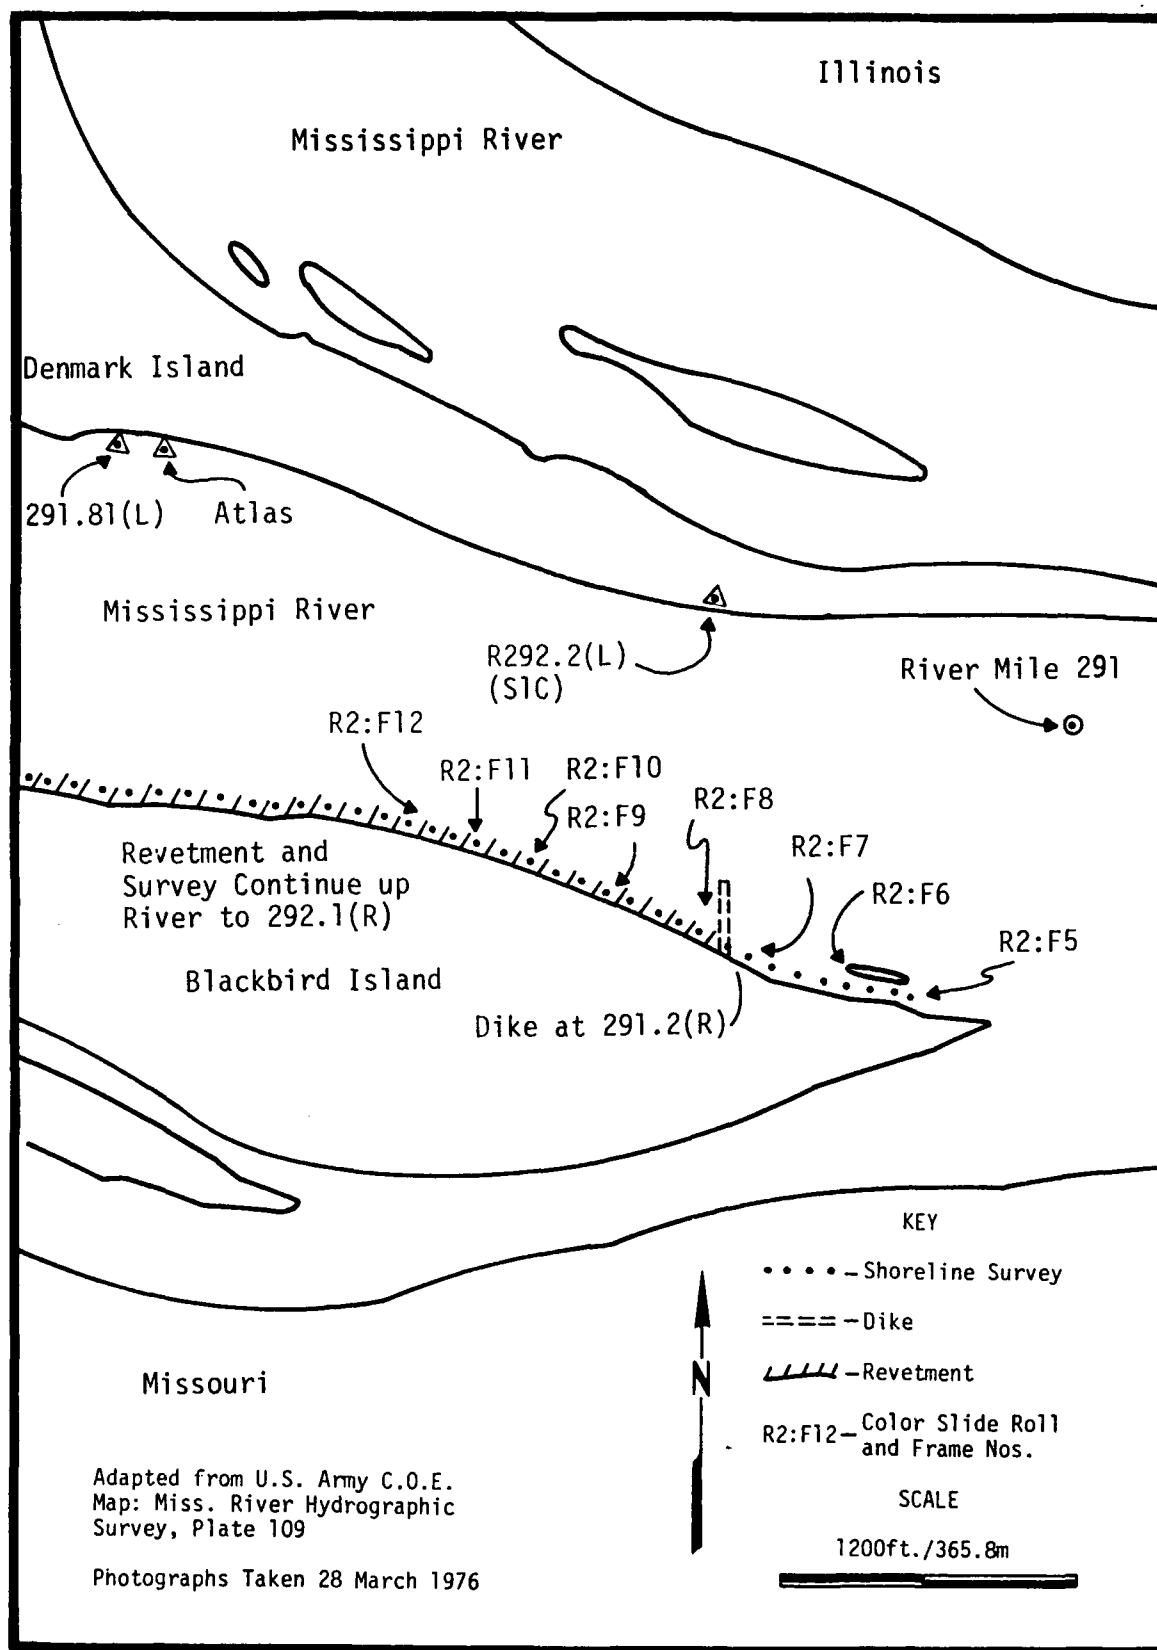 Illinois
Mississippi River
Denmark Island
291.81(L)
Atlas
Mississippi River
R292.2(L)
(S1C)
River Mile 291
R2:F12
R2:F11
R2:F10
R2:F9
R2:F8
R2:F7
R2:F6
R2:F5
Revetment and
Survey Continue up
River to 292.1(R)
Blackbird Island
Dike at 291.2(R)
KEY
Shoreline Survey
Dike
Revetment
R2:F12— Color Slide Roll
and Frame Nos.
N
Missouri
SCALE
1200ft./365.8m
Adapted from U.S. Army C.O.E.
Map: Miss. River Hydrographic
Survey, Plate 109
Photographs Taken 28 March 1976